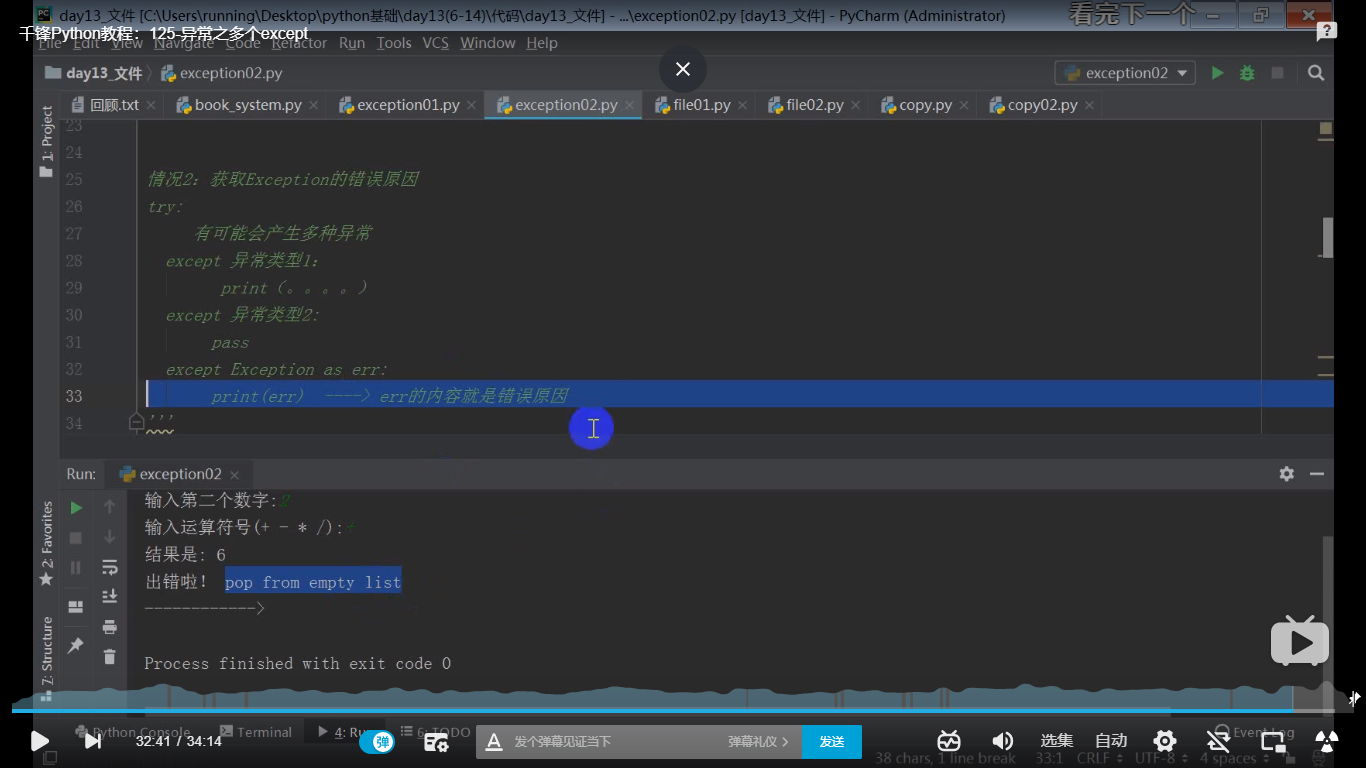 day13_文件 [C:\Users\running\Desktop\python基础\day13(6-14)\代码\day13_文件] - ...\exception02.py [day13_文件] - PyCharm (Administrator)
看完下一个
千锋Python教程：125-异常之多个except
File Edit View Navigate Code Refactor Run Tools VCS Window Help
day13_文件 exception02.py
exception02
回顾.txt book_system.py exception01.py exception02.py file01.py file02.py copy.py copy02.py
1: Project
23
24
25 情况2：获取Exception的错误原因
26 try:
27 有可能会产生多种异常
28 except 异常类型1：
29 print（。。。。）
30 except 异常类型2:
31 pass
32 except Exception as err:
33 print(err) ----> err的内容就是错误原因
34 '''
Run: exception02
2: Favorites
7: Structure
输入第二个数字:2
输入运算符号(+ - * /):
结果是: 6
出错啦！ pop from empty list
------------>
Process finished with exit code 0
Python Console Terminal 4: Ru 6: TODO Event Log
32:41 / 34:14 弹 发个弹幕见证当下 弹幕礼仪 > 发送 选集 自动
38 chars, 1 line break 33:1 CRLF UTF-8 4 spaces